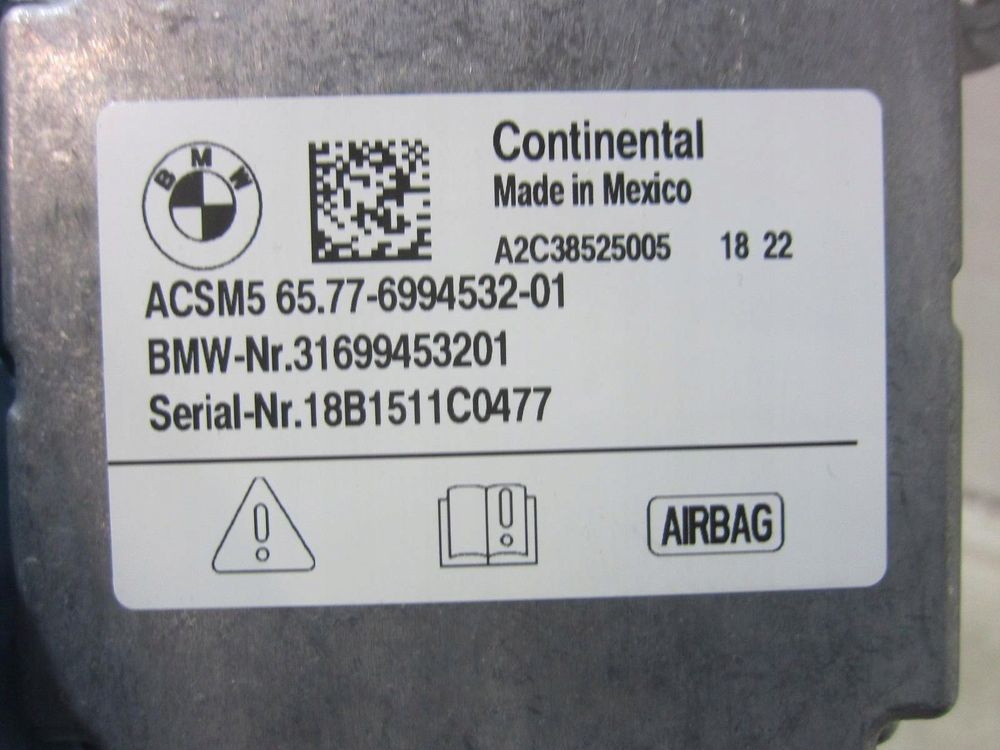 BMW
Continental
Made in Mexico
A2C38525005 18 22
ACSM5 65.77-6994532-01
BMW-Nr.31699453201
Serial-Nr.18B1511C0477
AIRBAG